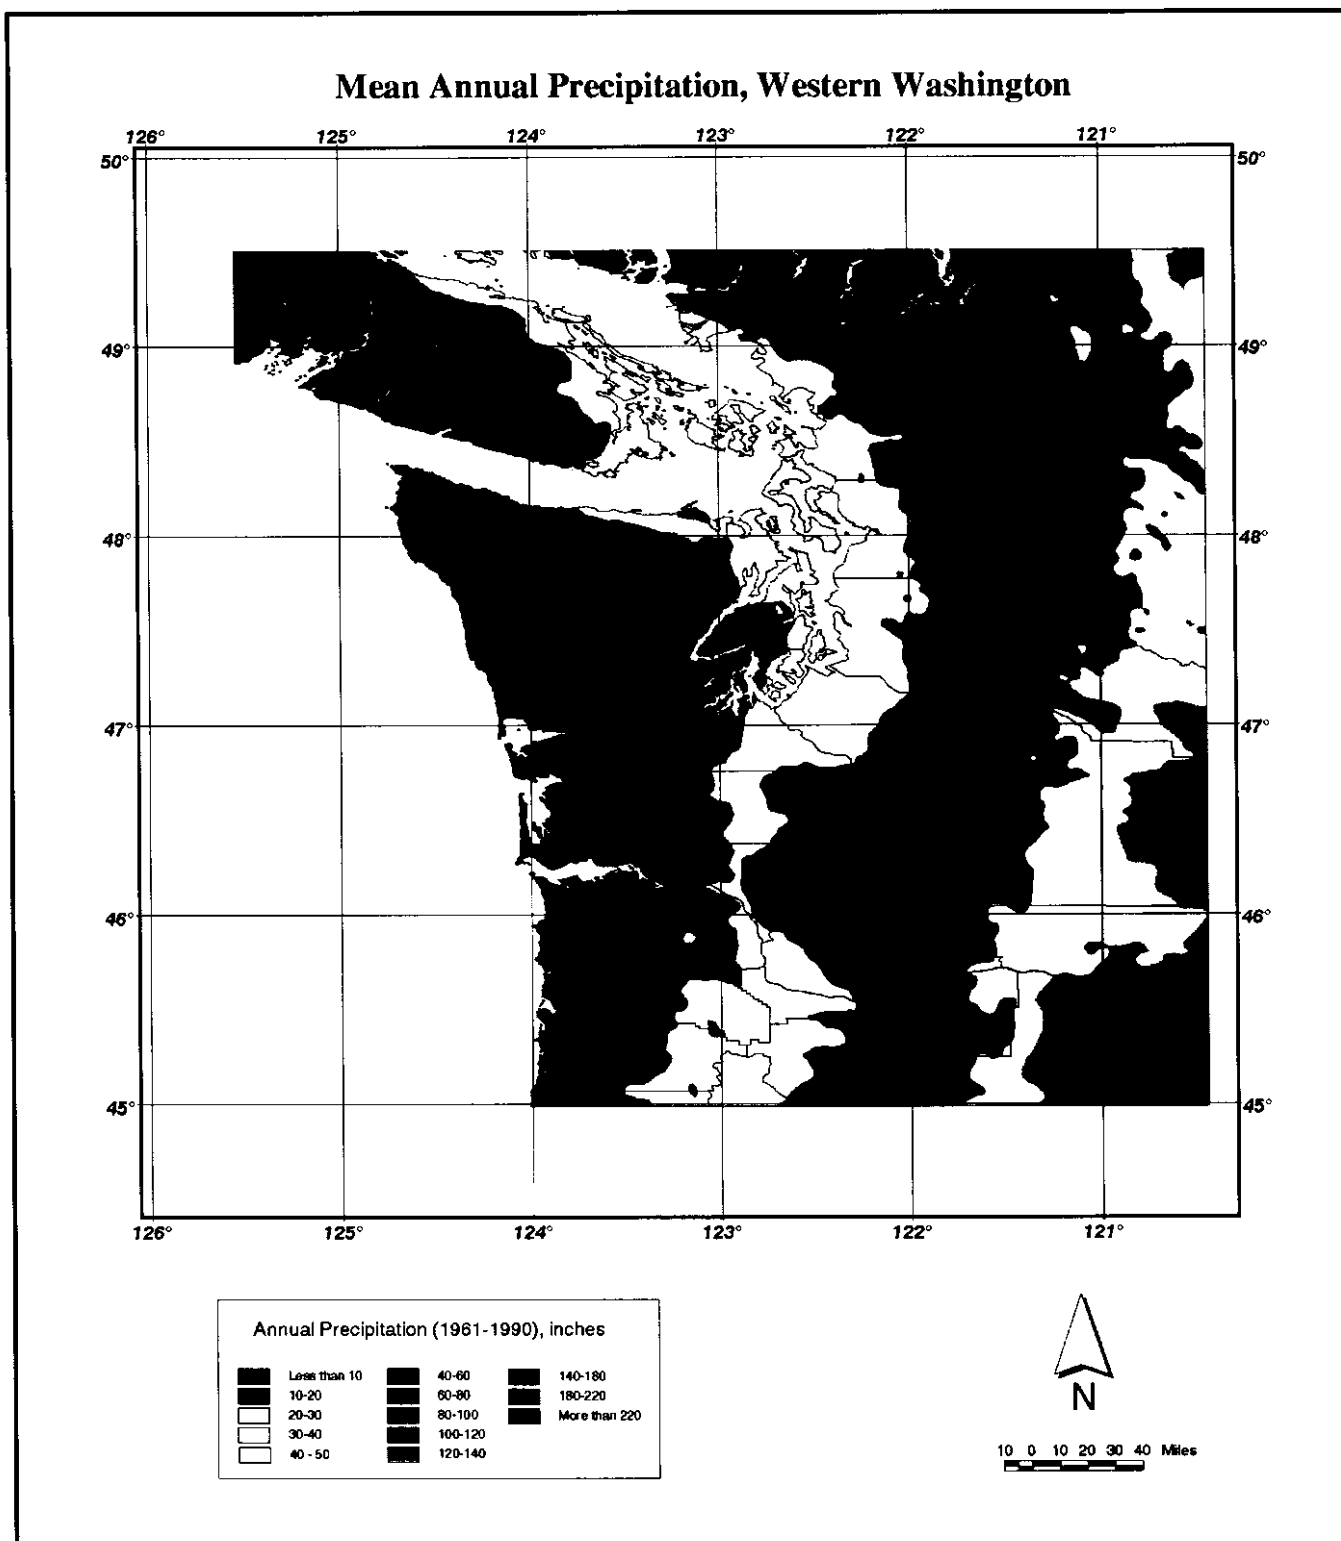 Mean Annual Precipitation, Western Washington
126° 125° 124° 123° 122° 121°
50° 50°
49° 49°
48° 48°
47° 47°
46° 46°
45° 45°
126° 125° 124° 123° 122° 121°
Annual Precipitation (1961-1990), inches
Less than 10 40-60 140-180
10-20 60-80 180-220
20-30 80-100 More than 220
30-40 100-120
40 - 50 120-140
N
10 0 10 20 30 40 Miles